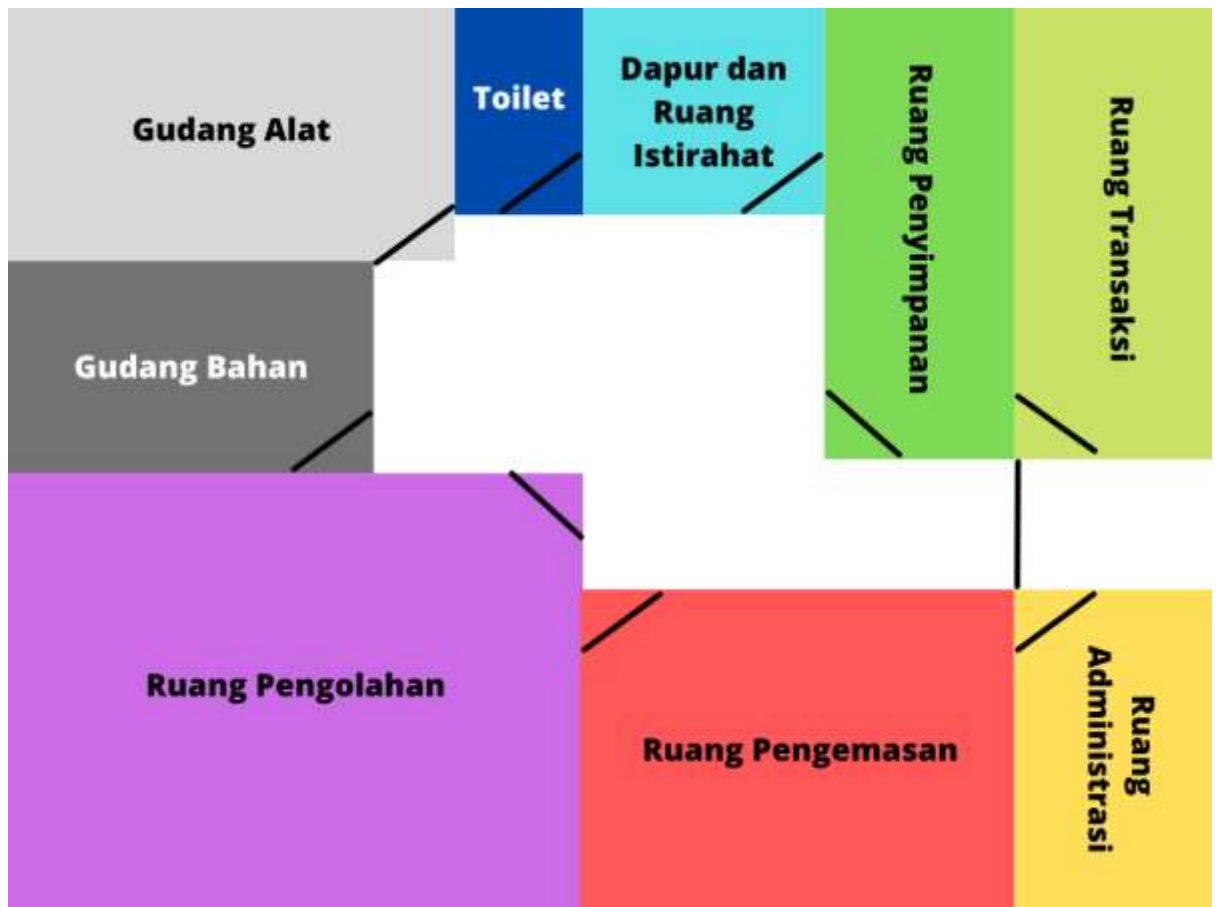 Gudang Alat
Toilet
Dapur dan
Ruang
Istirahat
Ruang Penyimpanan
Ruang Transaksi
Gudang Bahan
Ruang Pengolahan
Ruang Pengemasan
Ruang
Administrasi